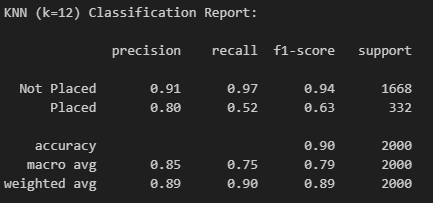 KNN (k=12) Classification Report:
precision recall f1-score support
Not Placed 0.91 0.97 0.94 1668
Placed 0.80 0.52 0.63 332
accuracy 0.90 2000
macro avg 0.85 0.75 0.79 2000
weighted avg 0.89 0.90 0.89 2000